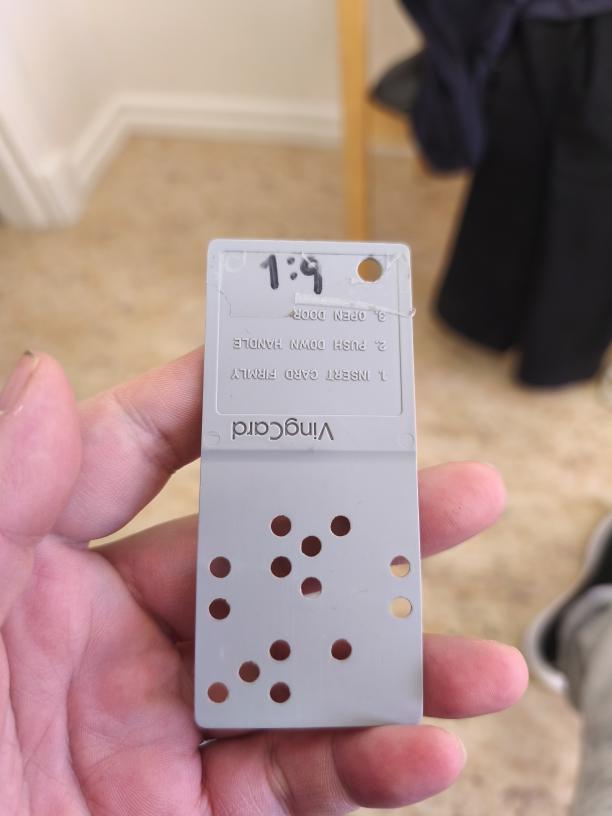 1:9
VingCard
1. INSERT CARD FIRMLY
2. PUSH DOWN HANDLE
3. OPEN DOOR